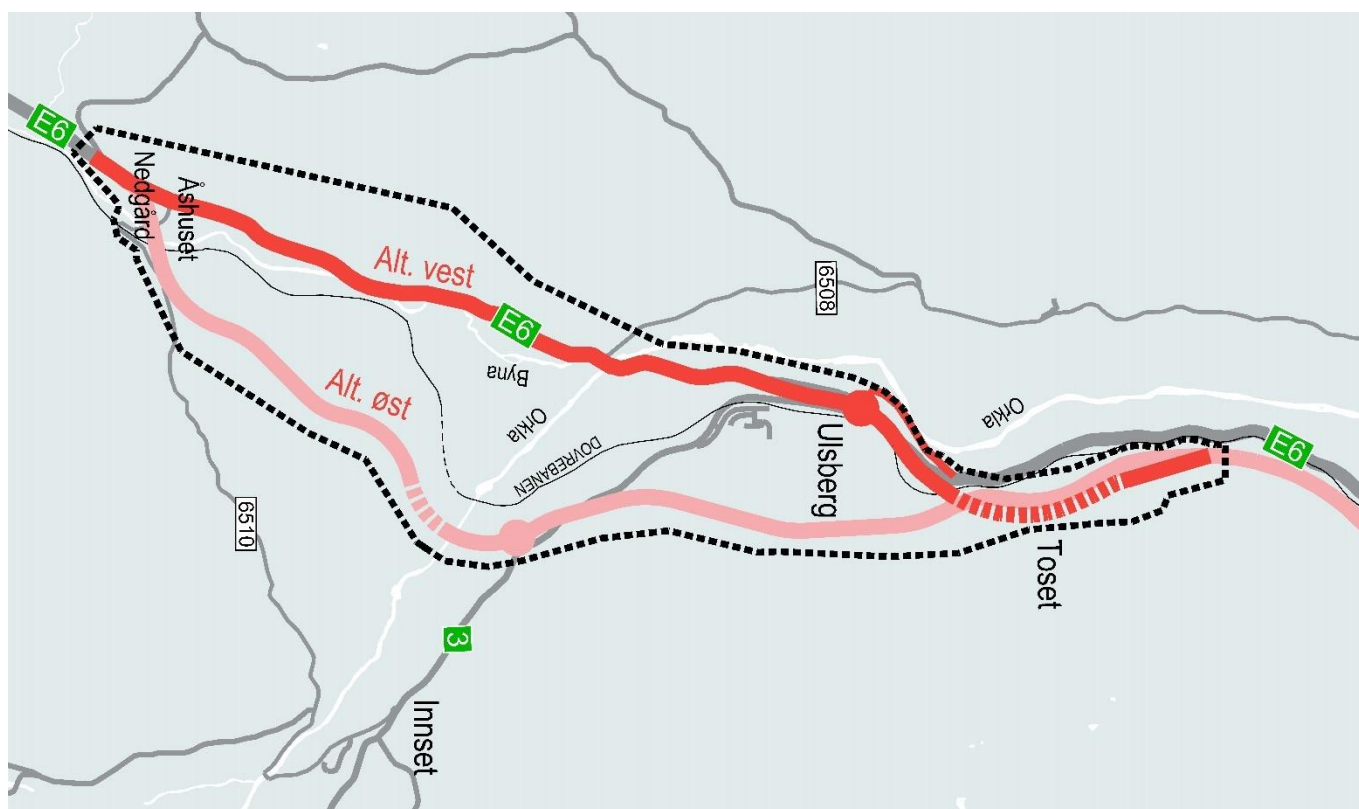 E6
Nedgård
Åshuset
Alt. vest
E6
6508
Byna
Orkla
Alt. øst
DOVREBANEN
Ulsberg
Orkla
E6
Toset
6510
3
Innset